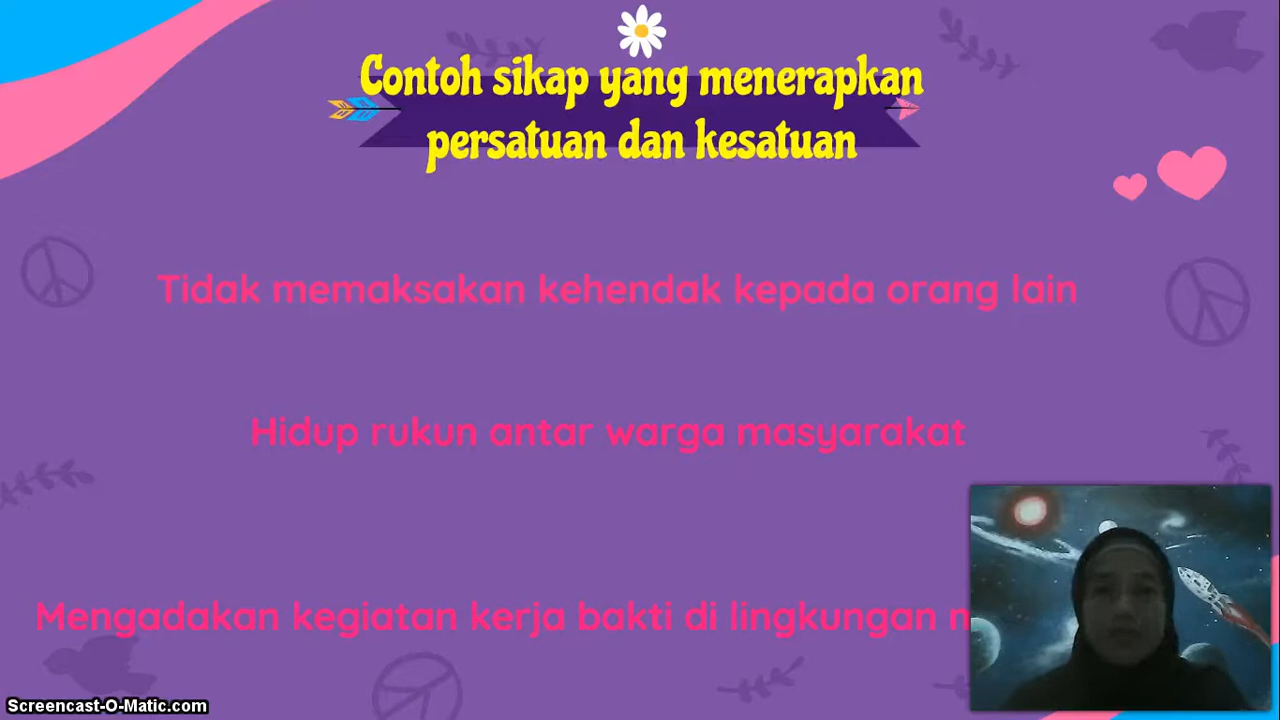 Contoh sikap yang menerapkan
persatuan dan kesatuan
Tidak memaksakan kehendak kepada orang lain
Hidup rukun antar warga masyarakat
Mengadakan kegiatan kerja bakti di lingkungan
Screencast-O-Matic.com